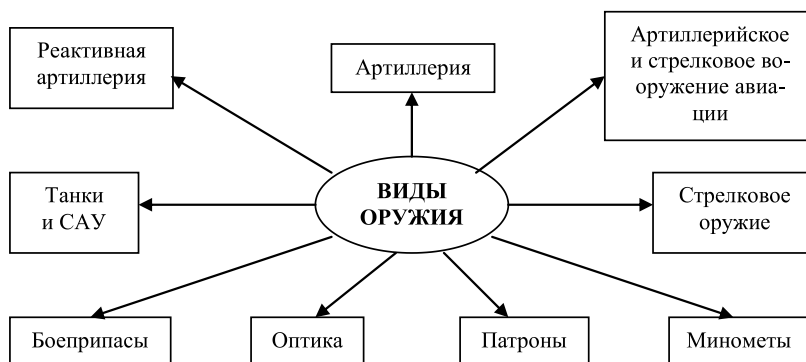 Реактивная
артиллерия
Артиллерия
Артиллерийское
и стрелковое во-
оружение авиа-
ции
Танки
и САУ
ВИДЫ
ОРУЖИЯ
Стрелковое
оружие
Боеприпасы
Оптика
Патроны
Минометы